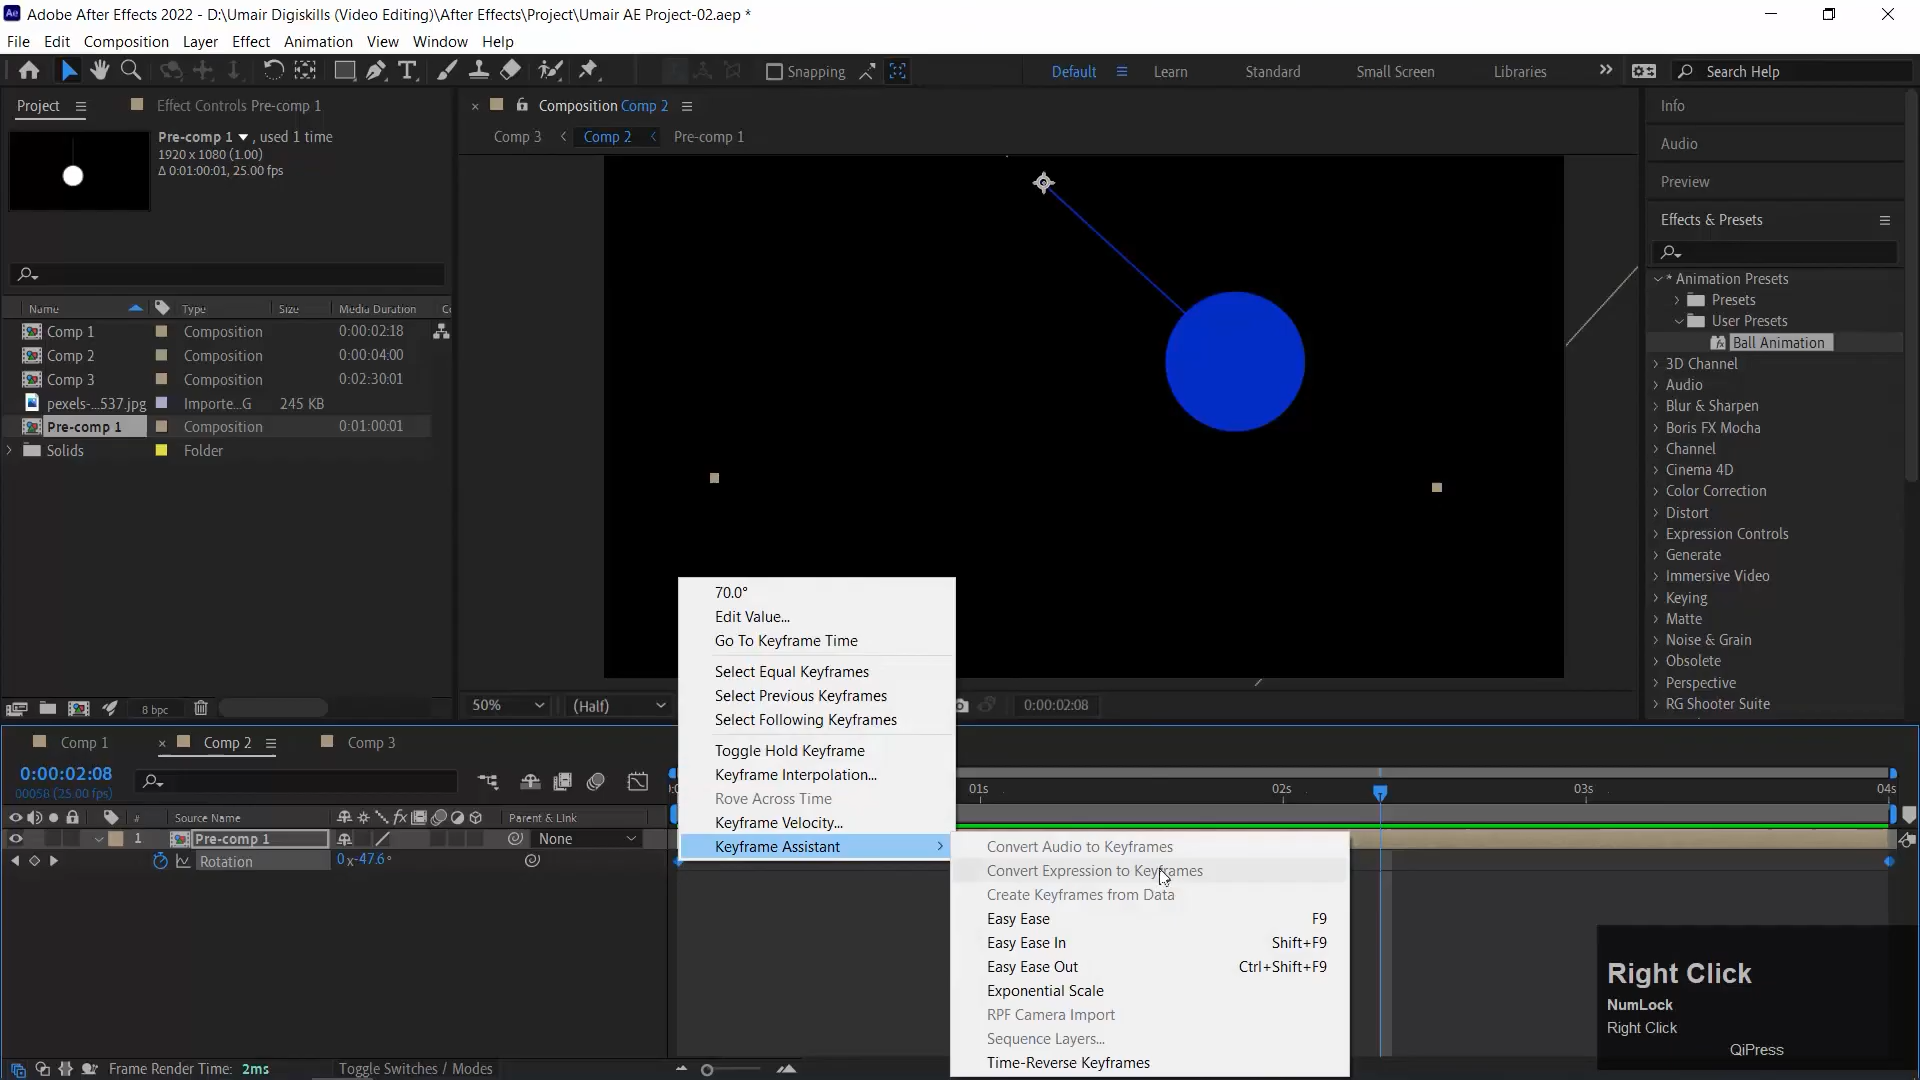 Adobe After Effects 2022 - D:\Umair Digiskills (Video Editing)\After Effects\Project\Umair AE Project-02.aep *
File Edit Composition Layer Effect Animation View Window Help
Snapping
Default Learn Standard Small Screen Libraries
Search Help
Project
Effect Controls Pre-comp 1
Composition Comp 2
Pre-comp 1 , used 1 time
1920 x 1080 (1.00)
Δ 0:01:00:01, 25.00 fps
Comp 3 Comp 2 Pre-comp 1
Name Type Size Media Duration
Comp 1 Composition 0:00:02:18
Comp 2 Composition 0:00:04:00
Comp 3 Composition 0:02:30:01
pexels-...537.jpg Importe...G 245 KB
Pre-comp 1 Composition 0:01:00:01
Solids Folder
8 bpc
50% (Half) 0:00:02:08
Info
Audio
Preview
Effects & Presets
* Animation Presets
Presets
User Presets
Ball Animation
3D Channel
Audio
Blur & Sharpen
Boris FX Mocha
Channel
Cinema 4D
Color Correction
Distort
Expression Controls
Generate
Immersive Video
Keying
Matte
Noise & Grain
Obsolete
Perspective
RG Shooter Suite
70.0°
Edit Value...
Go To Keyframe Time
Select Equal Keyframes
Select Previous Keyframes
Select Following Keyframes
Toggle Hold Keyframe
Keyframe Interpolation...
Rove Across Time
Keyframe Velocity...
Keyframe Assistant
Convert Audio to Keyframes
Convert Expression to Keyframes
Create Keyframes from Data
Easy Ease F9
Easy Ease In Shift+F9
Easy Ease Out Ctrl+Shift+F9
Exponential Scale
RPF Camera Import
Sequence Layers...
Time-Reverse Keyframes
Comp 1 Comp 2 Comp 3
0:00:02:08
00058 (25.00 fps)
01s 02s 03s 04s
# Source Name fx Parent & Link
1 Pre-comp 1 None
Rotation 0x-47.6°
Frame Render Time: 2ms
Toggle Switches / Modes
Right Click
NumLock
Right Click
QiPress